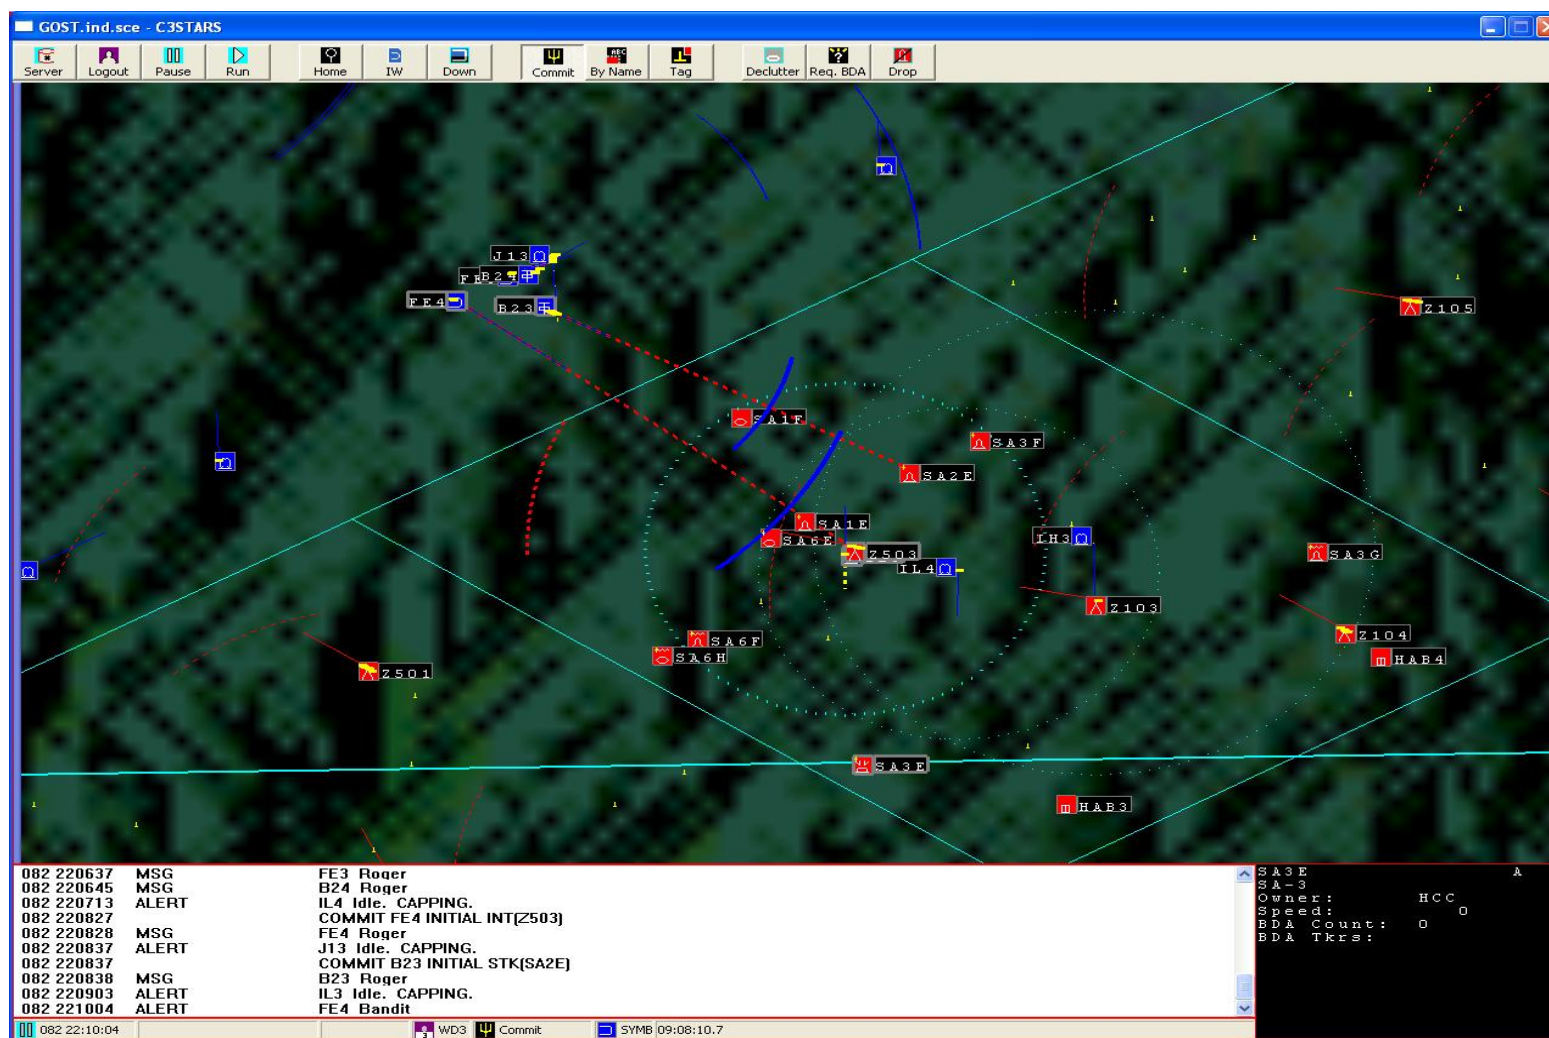 GOST.ind.sce - C3STARS
Server Logout Pause Run Home IW Down Commit By Name Tag Declutter Req. BDA Drop
ABC
J13
B24
FE4
B23
Z105
SA1F
SA3F
SA2E
SA1E
SA6E
Z503
IH3
IL4
SA3G
Z103
Z104
SA6F
SA6H
HAB4
Z501
SA3E
HAB3
082 220637 MSG FE3 Roger
082 220645 MSG B24 Roger
082 220713 ALERT IL4 Idle. CAPPING.
082 220827 COMMIT FE4 INITIAL INT(Z503)
082 220828 MSG FE4 Roger
082 220837 ALERT J13 Idle. CAPPING.
082 220837 COMMIT B23 INITIAL STK(SA2E)
082 220838 MSG B23 Roger
082 220903 ALERT IL3 Idle. CAPPING.
082 221004 ALERT FE4 Bandit
SA3E A
SA-3
Owner: HCC
Speed: 0
BDA Count: 0
BDA Tkrs:
082 22:10:04 3 WD3 Commit SYMB 09:08:10.7